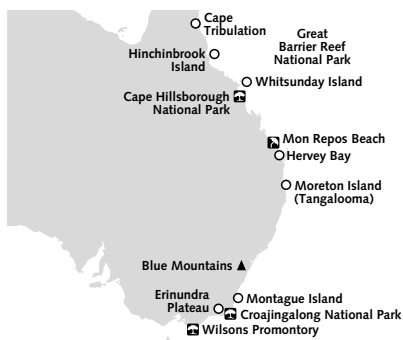 Cape
Tribulation
Great
Barrier Reef
National Park
Hinchinbrook
Island
Whitsunday Island
Cape Hillsborough
National Park
Mon Repos Beach
Hervey Bay
Moreton Island
(Tangalooma)
Blue Mountains
Erinundra
Plateau
Montague Island
Croajingalong National Park
Wilsons Promontory